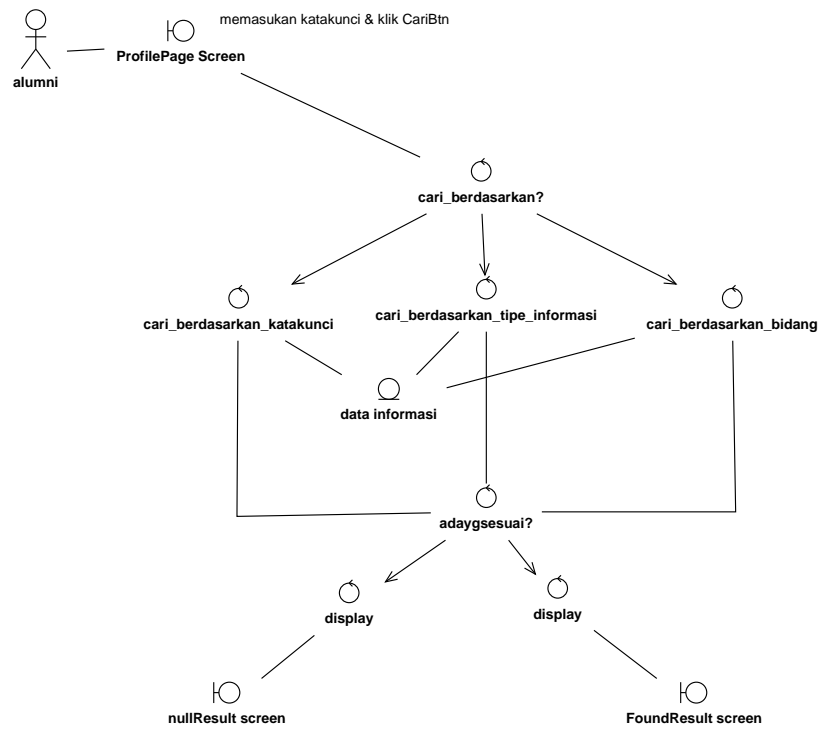 memasukan katakunci & klik CariBtn
ProfilePage Screen
alumni
cari_berdasarkan?
cari_berdasarkan_katakunci
cari_berdasarkan_tipe_informasi
cari_berdasarkan_bidang
data informasi
adaygsesuai?
display
display
nullResult screen
FoundResult screen